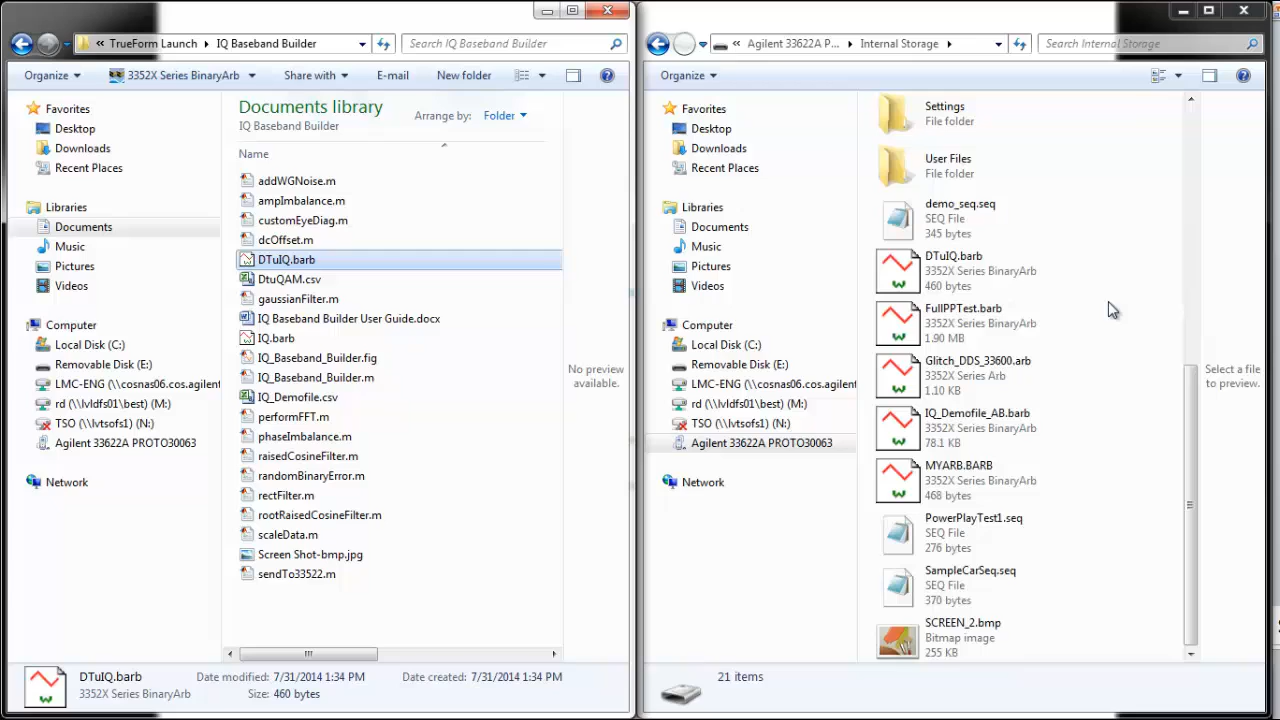 « TrueForm Launch › IQ Baseband Builder
Search IQ Baseband Builder
Organize
3352X Series BinaryArb
Share with
E-mail
New folder
Favorites
Desktop
Downloads
Recent Places
Libraries
Documents
Music
Pictures
Videos
Computer
Local Disk (C:)
Removable Disk (E:)
LMC-ENG (\\cosnas06.cos.agilent
rd (\\lvldfs01\best) (M:)
TSO (\\lvtsofs1) (N:)
Agilent 33622A PROTO30063
Network
Documents library
IQ Baseband Builder
Arrange by: Folder
Name
addWGNoise.m
ampImbalance.m
customEyeDiag.m
dcOffset.m
DTuIQ.barb
DtuQAM.csv
gaussianFilter.m
IQ_Baseband Builder User Guide.docx
IQ.barb
IQ_Baseband_Builder.fig
IQ_Baseband_Builder.m
IQ_Demofile.csv
performFFT.m
phaseImbalance.m
raisedCosineFilter.m
randomBinaryError.m
rectFilter.m
rootRaisedCosineFilter.m
scaleData.m
Screen Shot-bmp.jpg
sendTo33522.m
No preview
available.
DTuIQ.barb
3352X Series BinaryArb
Date modified: 7/31/2014 1:34 PM
Size: 460 bytes
Date created: 7/31/2014 1:34 PM
« Agilent 33622A P... › Internal Storage ›
Search Internal Storage
Organize
Favorites
Desktop
Downloads
Recent Places
Libraries
Documents
Music
Pictures
Videos
Computer
Local Disk (C:)
Removable Disk (E:)
LMC-ENG (\\cosnas06.cos.agilent
rd (\\lvldfs01\best) (M:)
TSO (\\lvtsofs1) (N:)
Agilent 33622A PROTO30063
Network
Settings
File folder
User Files
File folder
demo_seq.seq
SEQ File
345 bytes
DTuIQ.barb
3352X Series BinaryArb
460 bytes
FullPPTest.barb
3352X Series BinaryArb
1.90 MB
Glitch_DDS_33600.arb
3352X Series Arb
1.10 KB
IQ_Demofile_AB.barb
3352X Series BinaryArb
78.1 KB
MYARB.BARB
3352X Series BinaryArb
468 bytes
PowerPlayTest1.seq
SEQ File
276 bytes
SampleCarSeq.seq
SEQ File
370 bytes
SCREEN_2.bmp
Bitmap image
255 KB
Select a file
to preview.
21 items